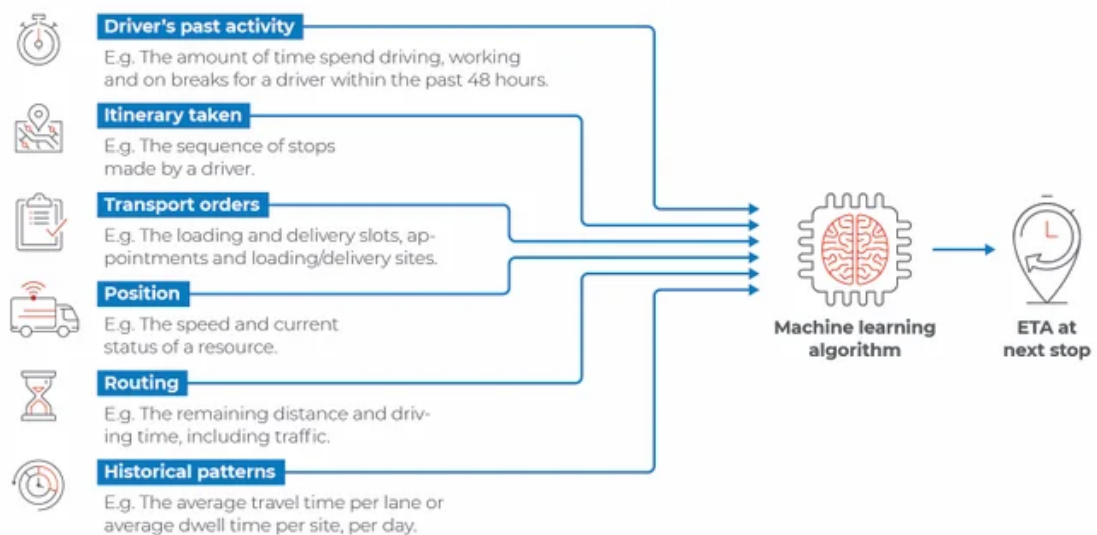 Driver's past activity
E.g. The amount of time spend driving, working
and on breaks for a driver within the past 48 hours.
Itinerary taken
E.g. The sequence of stops
made by a driver.
Transport orders
E.g. The loading and delivery slots, ap-
pointments and loading/delivery sites.
Position
E.g. The speed and current
status of a resource.
Routing
E.g. The remaining distance and driv-
ing time, including traffic.
Historical patterns
E.g. The average travel time per lane or
average dwell time per site, per day.
Machine learning
algorithm
ETA at
next stop